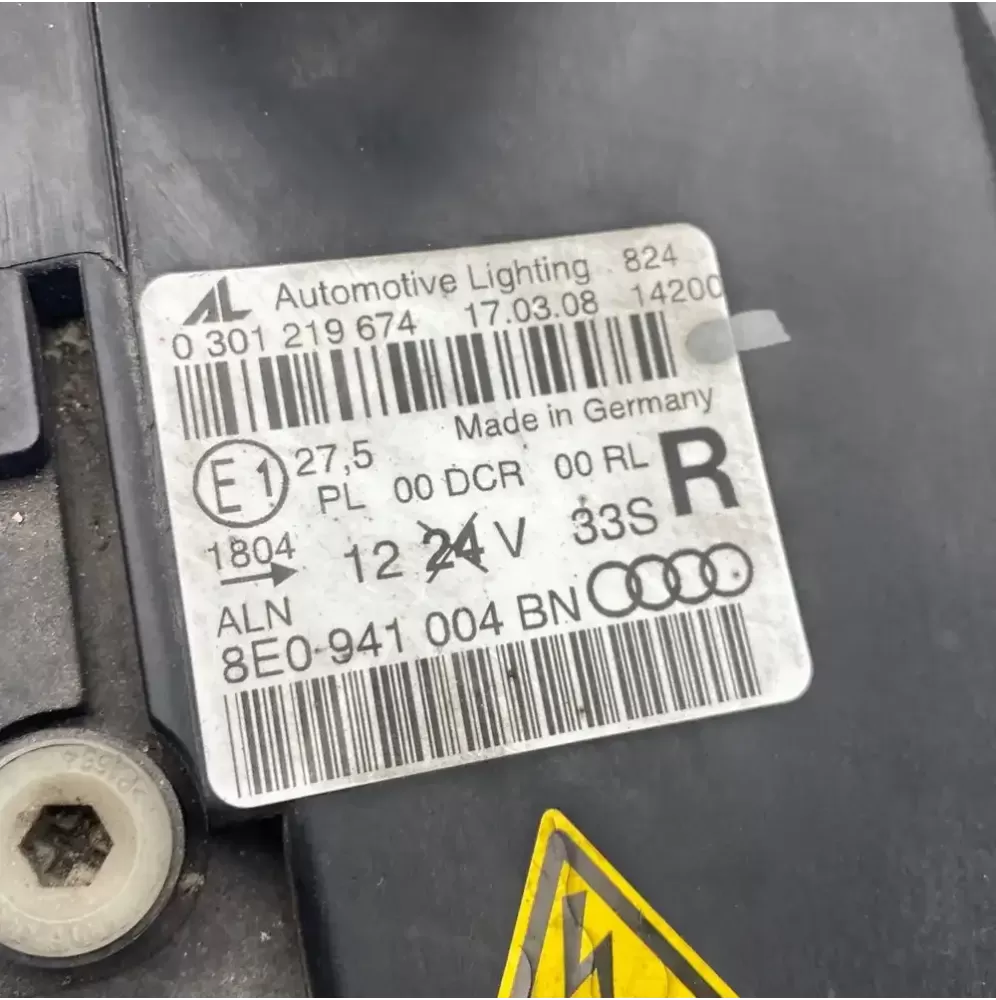 AL Automotive Lighting 824
0 301 219 674 17.03.08 14200
Made in Germany
E1 27,5
PL 00 DCR 00 RL R
1804 12 24 V 33S
ALN
8E0 941 004 BN